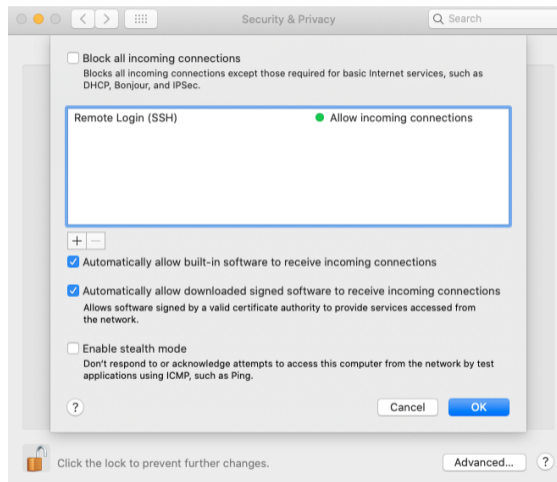 Security & Privacy
Search
Block all incoming connections
Blocks all incoming connections except those required for basic Internet services, such as
DHCP, Bonjour, and IPSec.
Remote Login (SSH)
Allow incoming connections
+
−
Automatically allow built-in software to receive incoming connections
Automatically allow downloaded signed software to receive incoming connections
Allows software signed by a valid certificate authority to provide services accessed from
the network.
Enable stealth mode
Don't respond to or acknowledge attempts to access this computer from the network by test
applications using ICMP, such as Ping.
?
Cancel
OK
Click the lock to prevent further changes.
Advanced...
?